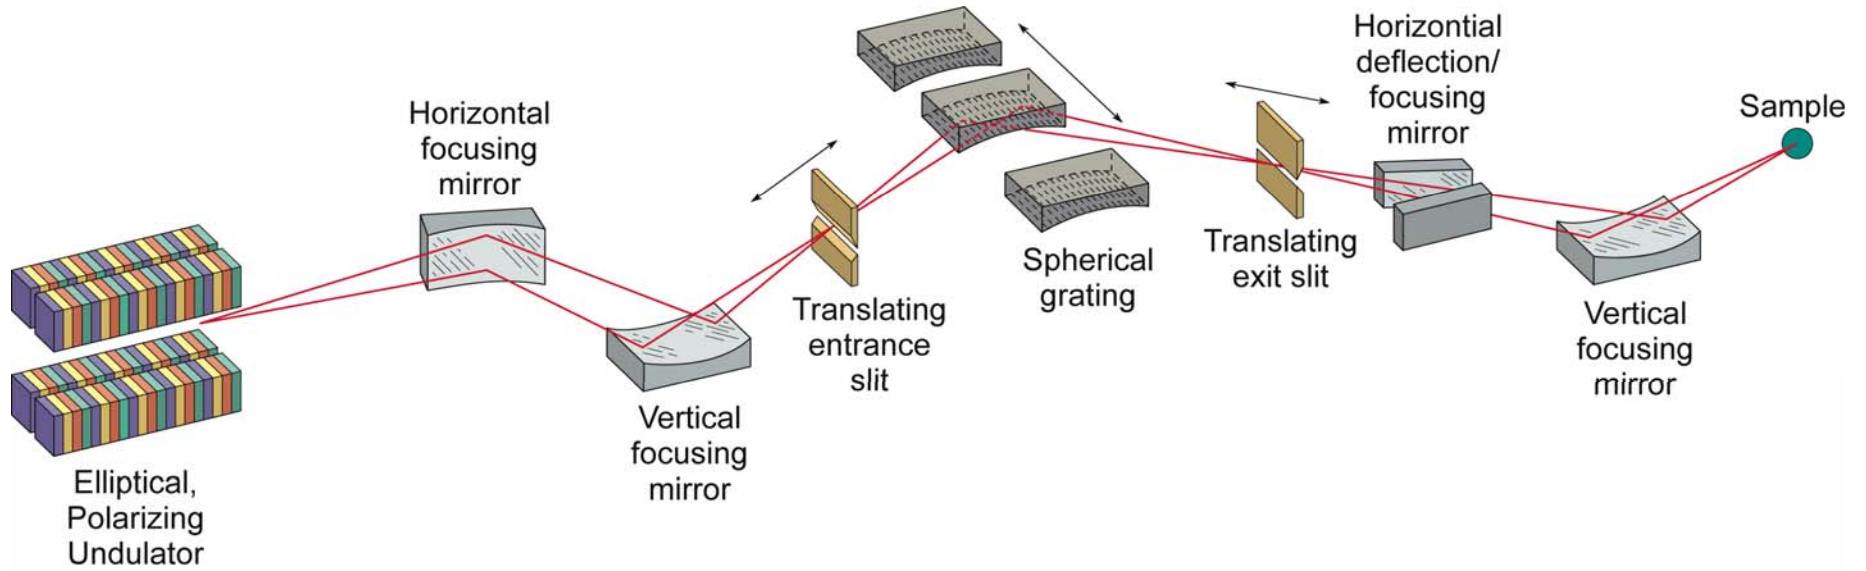 Horizontal
focusing
mirror
Horizontial
deflection/
focusing
mirror
Sample
Translating
entrance
slit
Spherical
grating
Translating
exit slit
Vertical
focusing
mirror
Vertical
focusing
mirror
Elliptical,
Polarizing
Undulator